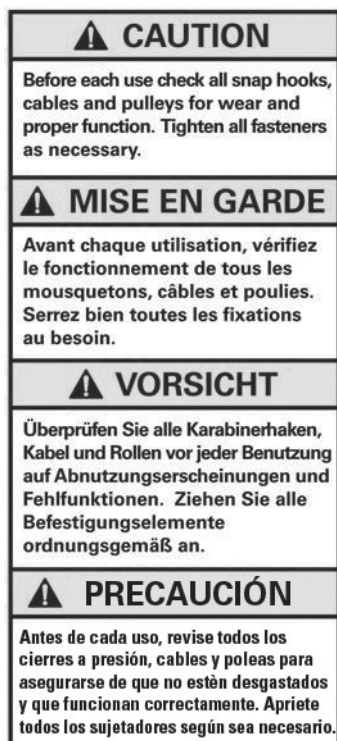 CAUTION
Before each use check all snap hooks,
cables and pulleys for wear and
proper function. Tighten all fasteners
as necessary.
MISE EN GARDE
Avant chaque utilisation, vérifiez
le fonctionnement de tous les
mousquetons, câbles et poulies.
Serrez bien toutes les fixations
au besoin.
VORSICHT
Überprüfen Sie alle Karabinerhaken,
Kabel und Rollen vor jeder Benutzung
auf Abnutzungserscheinungen und
Fehlfunktionen. Ziehen Sie alle
Befestigungselemente
ordnungsgemäß an.
PRECAUCIÓN
Antes de cada uso, revise todos los
cierres a presión, cables y poleas para
asegurarse de que no estèn desgastados
y que funcionan correctamente. Apriete
todos los sujetadores según sea necesario.